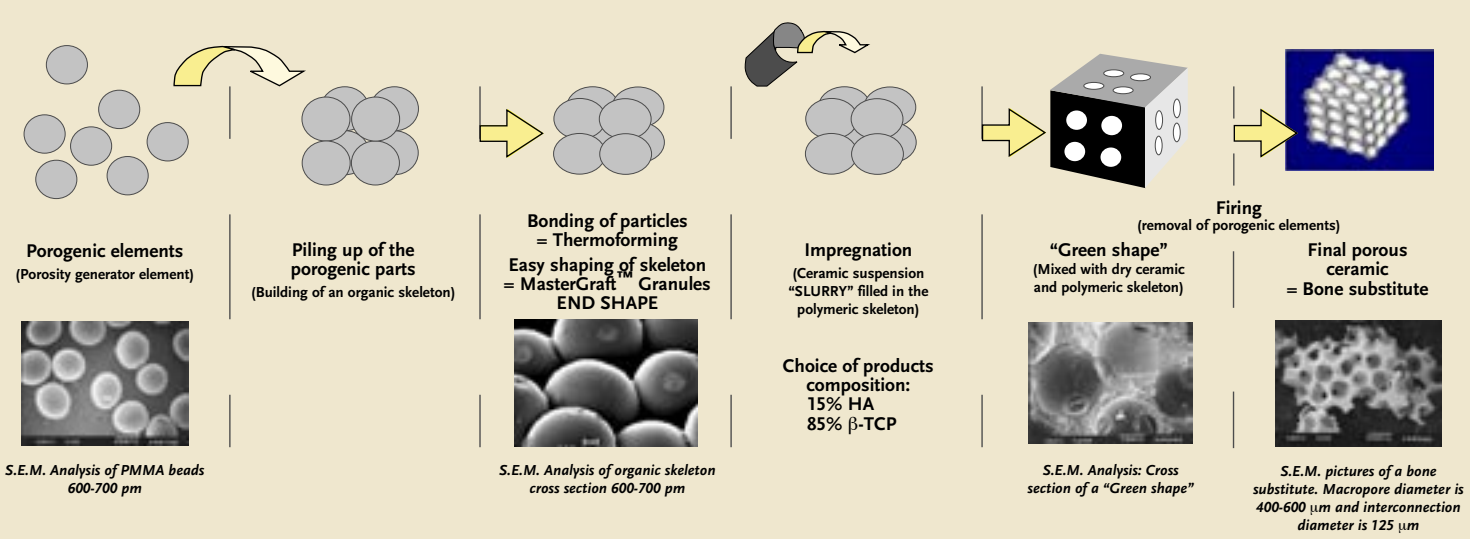 Porogenic elements
(Porosity generator element)
S.E.M. Analysis of PMMA beads
600-700 pm
Piling up of the
porogenic parts
(Building of an organic skeleton)
Bonding of particles
= Thermoforming
Easy shaping of skeleton
= MasterGraft™ Granules
END SHAPE
S.E.M. Analysis of organic skeleton
cross section 600-700 pm
Impregnation
(Ceramic suspension
“SLURRY” filled in the
polymeric skeleton)
Choice of products
composition:
15% HA
85% β-TCP
Firing
(removal of porogenic elements)
“Green shape”
(Mixed with dry ceramic
and polymeric skeleton)
S.E.M. Analysis: Cross
section of a “Green shape”
Final porous
ceramic
= Bone substitute
S.E.M. pictures of a bone
substitute. Macropore diameter is
400-600 μm and interconnection
diameter is 125 μm